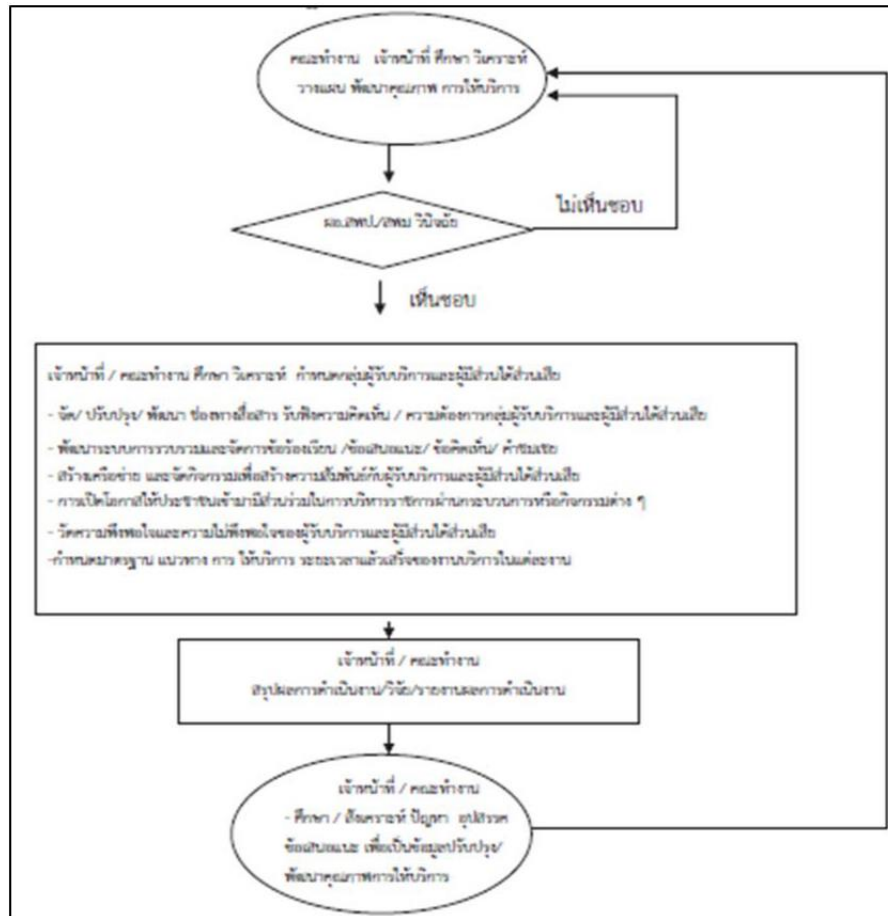 คณะทำงาน เจ้าหน้าที่ ศึกษา วิเคราะห์
วางแผน พัฒนาคุณภาพ การให้บริการ
ผอ.สพป./สพม วินิจฉัย
ไม่เห็นชอบ
เห็นชอบ
เจ้าหน้าที่ / คณะทำงาน ศึกษา วิเคราะห์ กำหนดกลุ่มผู้รับบริการและผู้มีส่วนได้ส่วนเสีย
- จัด/ ปรับปรุง/ พัฒนา ช่องทางสื่อสาร รับฟังความคิดเห็น / ความต้องการกลุ่มผู้รับบริการและผู้มีส่วนได้ส่วนเสีย
- พัฒนาระบบการรวบรวมและจัดการข้อร้องเรียน /ข้อเสนอแนะ/ ข้อคิดเห็น/ คำชมเชย
- สร้างเครือข่าย และจัดกิจกรรมเพื่อสร้างความสัมพันธ์กับผู้รับบริการและผู้มีส่วนได้ส่วนเสีย
- การเปิดโอกาสให้ประชาชนเข้ามามีส่วนร่วมในการบริหารราชการผ่านกระบวนการหรือกิจกรรมต่าง ๆ
- วัดความพึงพอใจและความไม่พึงพอใจของผู้รับบริการและผู้มีส่วนได้ส่วนเสีย
-กำหนดมาตรฐาน แนวทาง การ ให้บริการ ระยะเวลาแล้วเสร็จของงานบริการในแต่ละงาน
เจ้าหน้าที่ / คณะทำงาน
สรุปผลการดำเนินงาน/วิจัย/รายงานผลการดำเนินงาน
เจ้าหน้าที่ / คณะทำงาน
- ศึกษา / สังเคราะห์ ปัญหา อุปสรรค
ข้อเสนอแนะ เพื่อเป็นข้อมูลปรับปรุง/
พัฒนาคุณภาพการให้บริการ